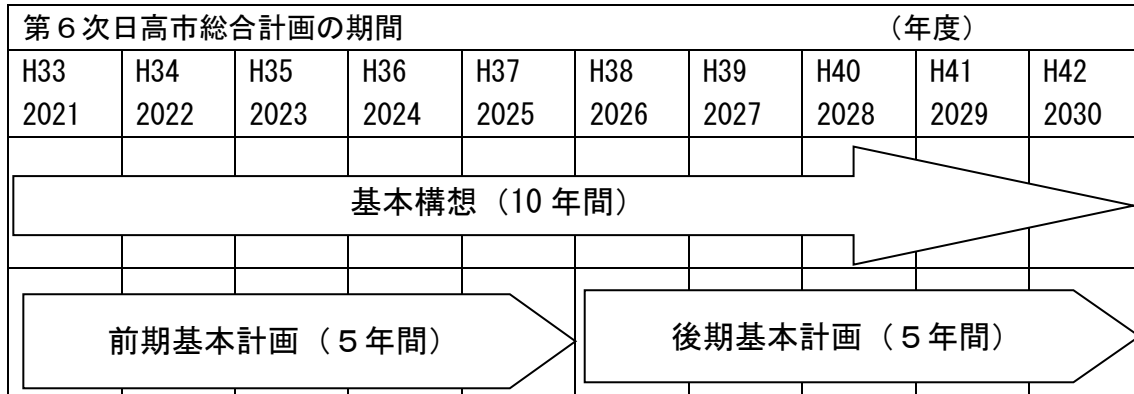 第６次日高市総合計画の期間 （年度）
H33 H34 H35 H36 H37 H38 H39 H40 H41 H42
2021 2022 2023 2024 2025 2026 2027 2028 2029 2030
基本構想（10 年間）
前期基本計画（５年間） 後期基本計画（５年間）